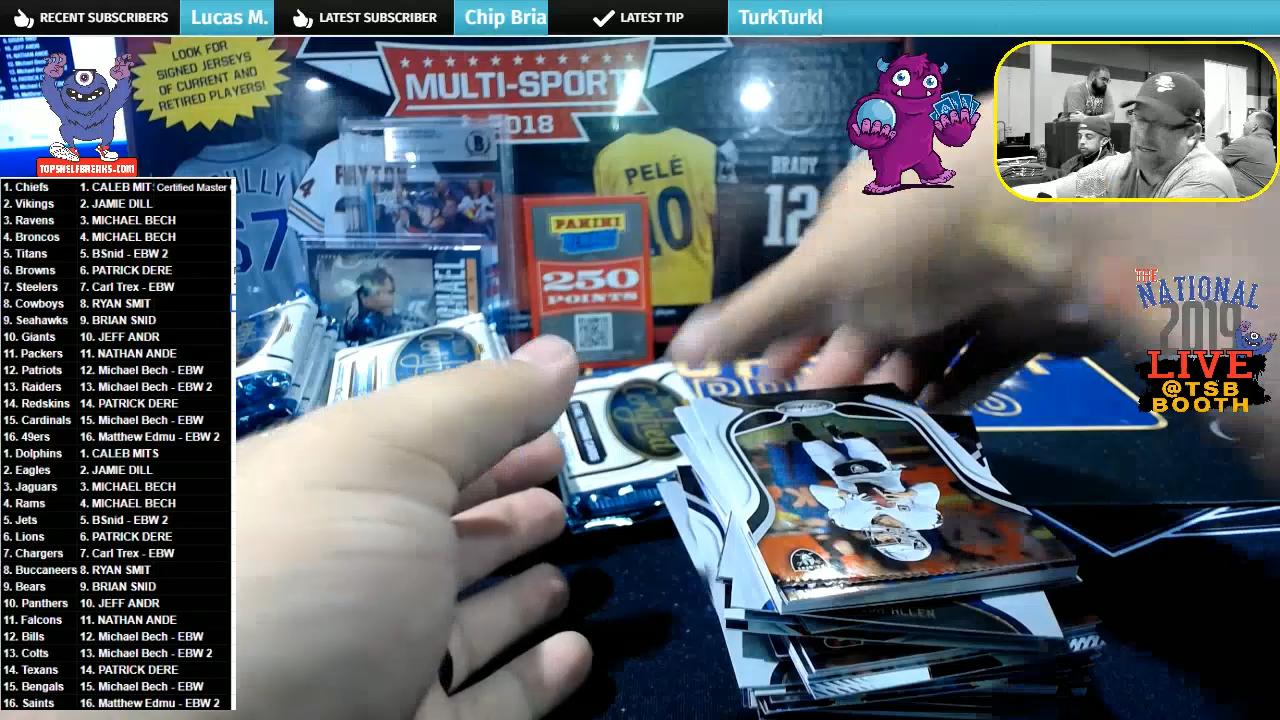 RECENT SUBSCRIBERS
Lucas M.
LATEST SUBSCRIBER
Chip Bria
LATEST TIP
TurkTurkl
LOOK FOR
SIGNED JERSEYS
OF CURRENT AND
RETIRED PLAYERS!
MULTI-SPORT
2018
TOPSHELFBREAKS.COM
PELÉ
10
BRADY
12
67
PANINI
250
POINTS
THE
NATIONAL
2019
LIVE
@TSB
BOOTH
ALLEN
1. Chiefs 1. CALEB MIT Certified Master
2. Vikings 2. JAMIE DILL
3. Ravens 3. MICHAEL BECH
4. Broncos 4. MICHAEL BECH
5. Titans 5. BSnid - EBW 2
6. Browns 6. PATRICK DERE
7. Steelers 7. Carl Trex - EBW
8. Cowboys 8. RYAN SMIT
9. Seahawks 9. BRIAN SNID
10. Giants 10. JEFF ANDR
11. Packers 11. NATHAN ANDE
12. Patriots 12. Michael Bech - EBW
13. Raiders 13. Michael Bech - EBW 2
14. Redskins 14. PATRICK DERE
15. Cardinals 15. Michael Bech - EBW
16. 49ers 16. Matthew Edmu - EBW 2
1. Dolphins 1. CALEB MITS
2. Eagles 2. JAMIE DILL
3. Jaguars 3. MICHAEL BECH
4. Rams 4. MICHAEL BECH
5. Jets 5. BSnid - EBW 2
6. Lions 6. PATRICK DERE
7. Chargers 7. Carl Trex - EBW
8. Buccaneers 8. RYAN SMIT
9. Bears 9. BRIAN SNID
10. Panthers 10. JEFF ANDR
11. Falcons 11. NATHAN ANDE
12. Bills 12. Michael Bech - EBW
13. Colts 13. Michael Bech - EBW 2
14. Texans 14. PATRICK DERE
15. Bengals 15. Michael Bech - EBW
16. Saints 16. Matthew Edmu - EBW 2